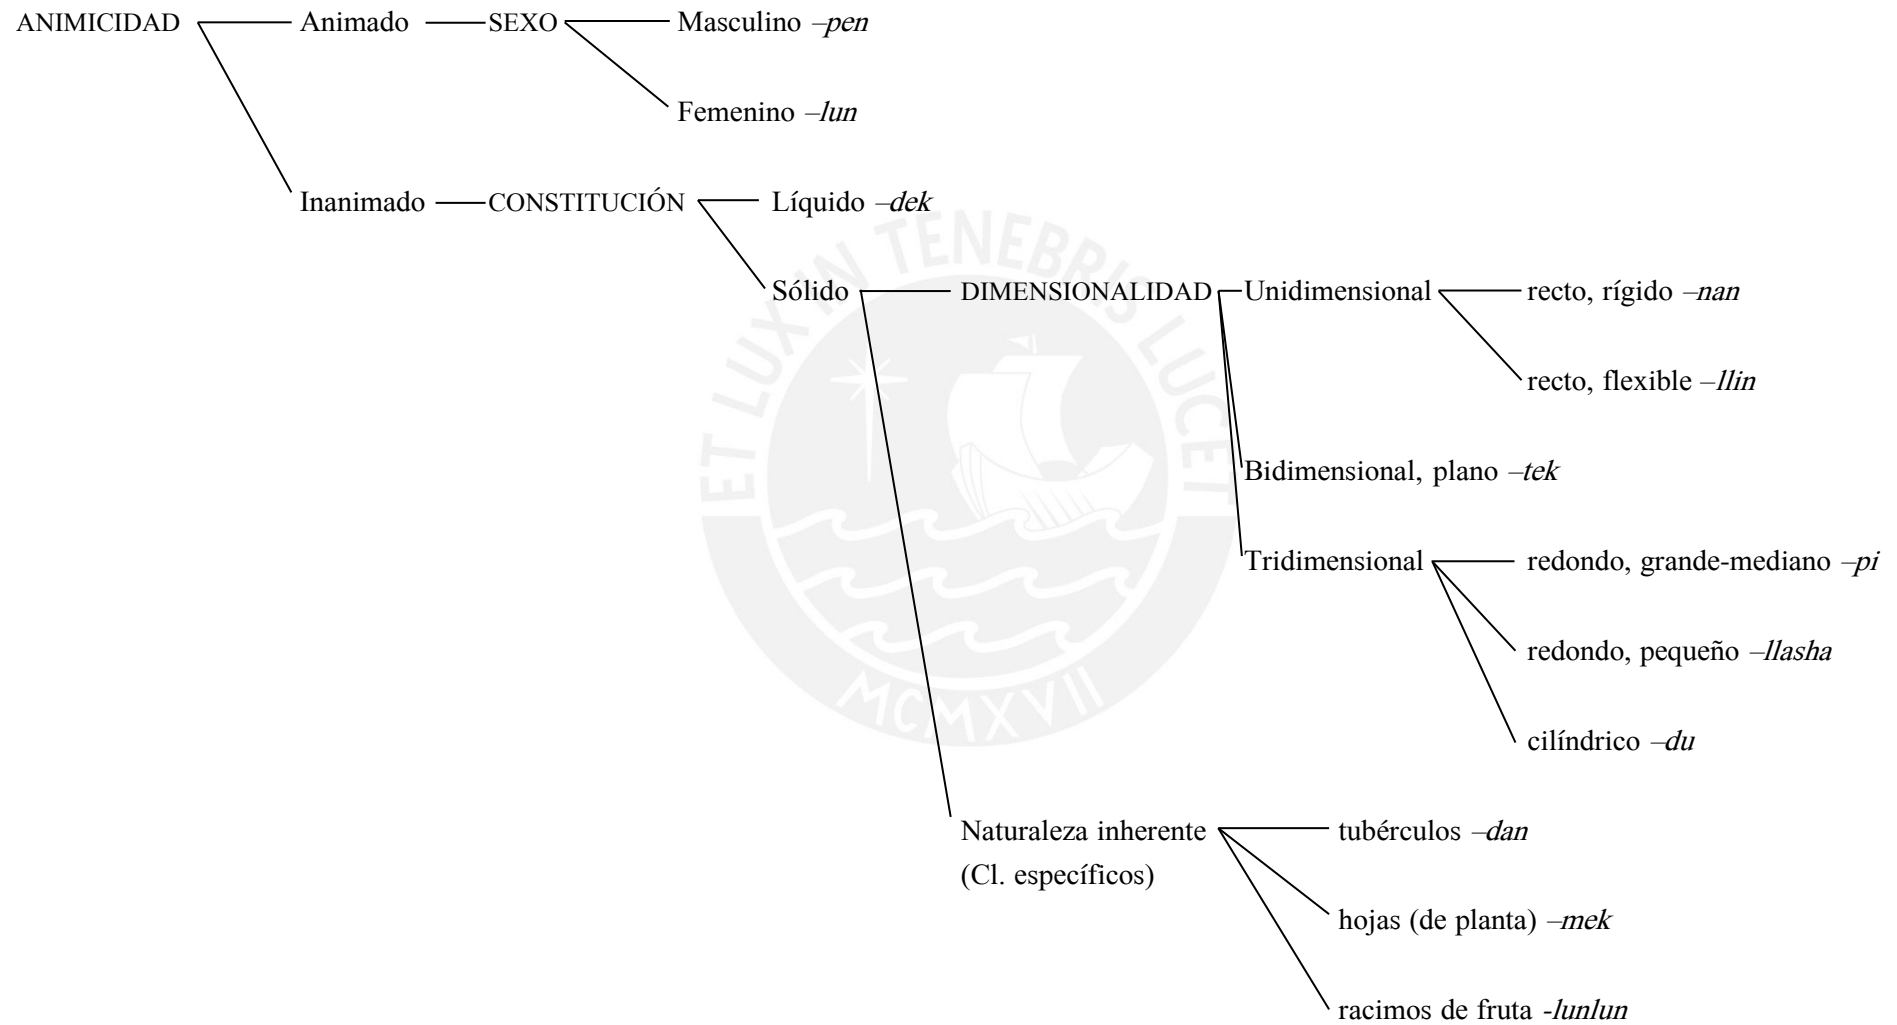 ANIMICIDAD Animado SEXO Masculino –pen
Femenino –lun
Inanimado CONSTITUCIÓN Líquido –dek
Sólido DIMENSIONALIDAD Unidimensional recto, rígido –nan
recto, flexible –llin
Bidimensional, plano –tek
Tridimensional redondo, grande-mediano –pi
redondo, pequeño –llasha
cilíndrico –du
Naturaleza inherente tubérculos –dan
(Cl. específicos)
hojas (de planta) –mek
racimos de fruta -lunlun
ET LUX IN TENEBRIS LUCET
MCMXVII